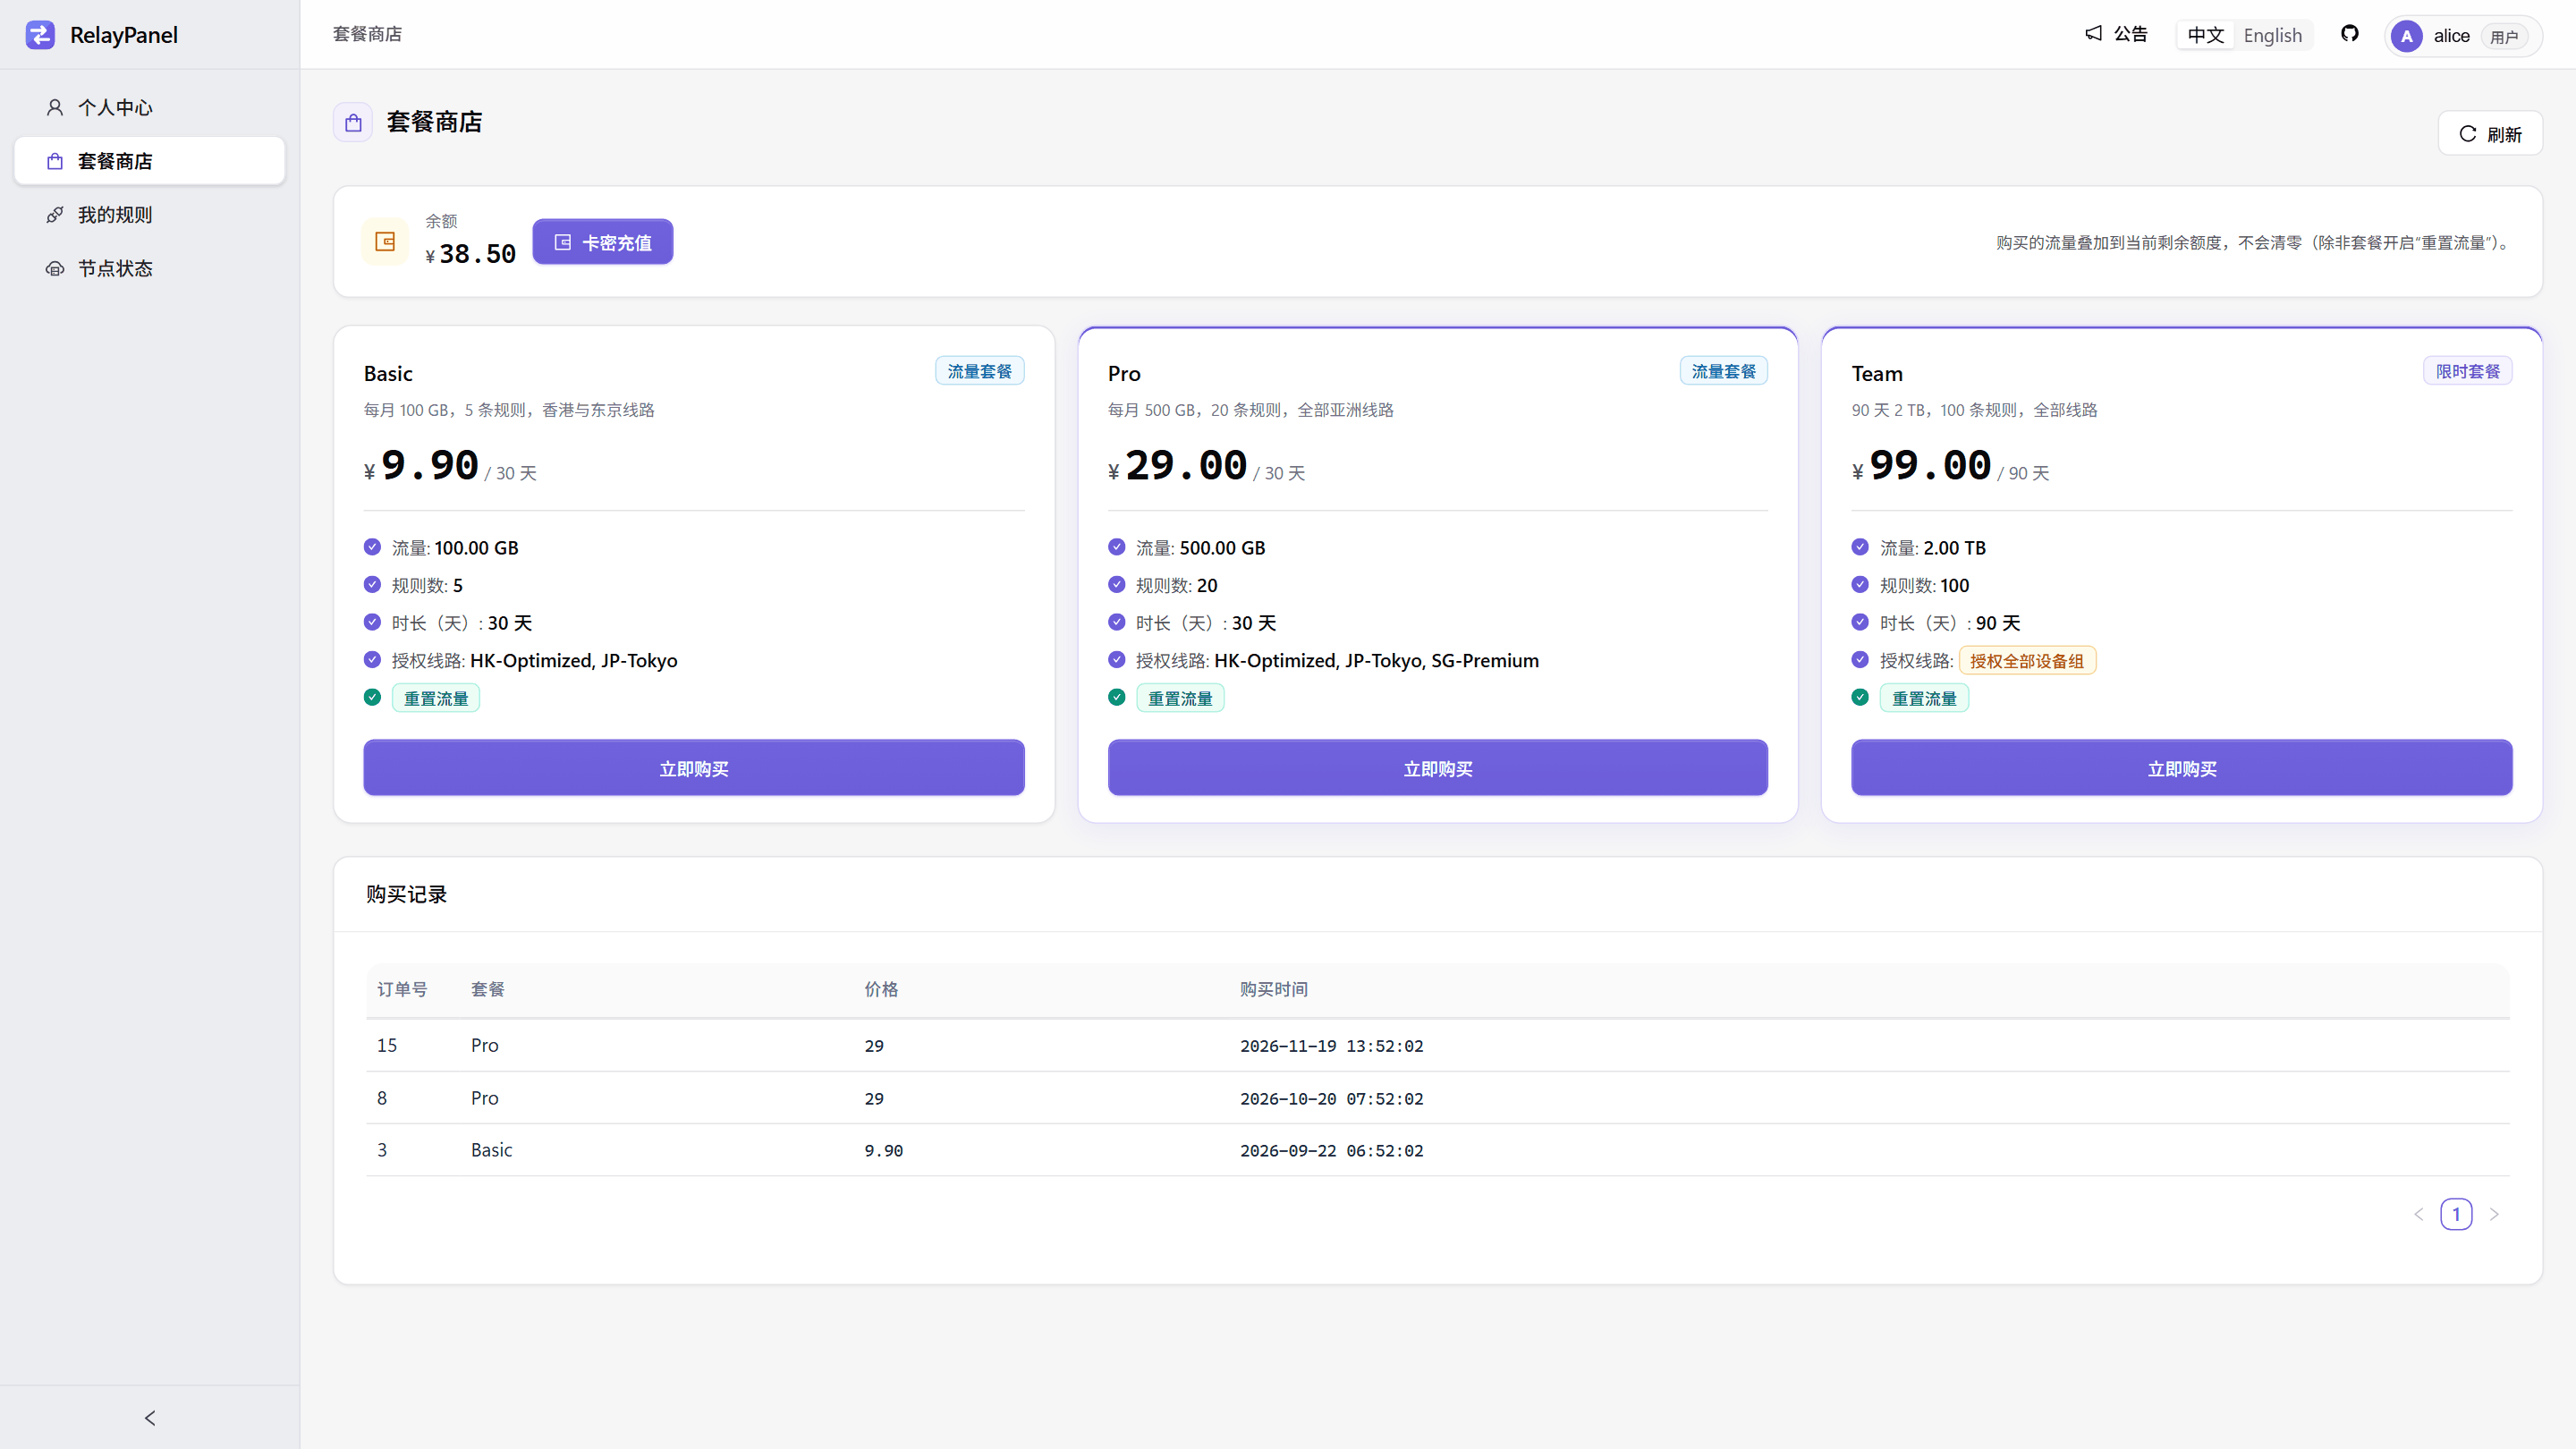 RelayPanel
套餐商店
公告
中文 English
A alice 用户
个人中心
套餐商店
我的规则
节点状态
套餐商店
刷新
余额
¥38.50
卡密充值
购买的流量叠加到当前剩余额度，不会清零（除非套餐开启“重置流量”）。
Basic
流量套餐
每月 100 GB，5 条规则，香港与东京线路
¥9.90 / 30 天
流量: 100.00 GB
规则数: 5
时长（天）: 30 天
授权线路: HK-Optimized, JP-Tokyo
重置流量
立即购买
Pro
流量套餐
每月 500 GB，20 条规则，全部亚洲线路
¥29.00 / 30 天
流量: 500.00 GB
规则数: 20
时长（天）: 30 天
授权线路: HK-Optimized, JP-Tokyo, SG-Premium
重置流量
立即购买
Team
限时套餐
90 天 2 TB，100 条规则，全部线路
¥99.00 / 90 天
流量: 2.00 TB
规则数: 100
时长（天）: 90 天
授权线路: 授权全部设备组
重置流量
立即购买
购买记录
订单号 套餐 价格 购买时间
15 Pro 29 2026-11-19 13:52:02
8 Pro 29 2026-10-20 07:52:02
3 Basic 9.90 2026-09-22 06:52:02
1